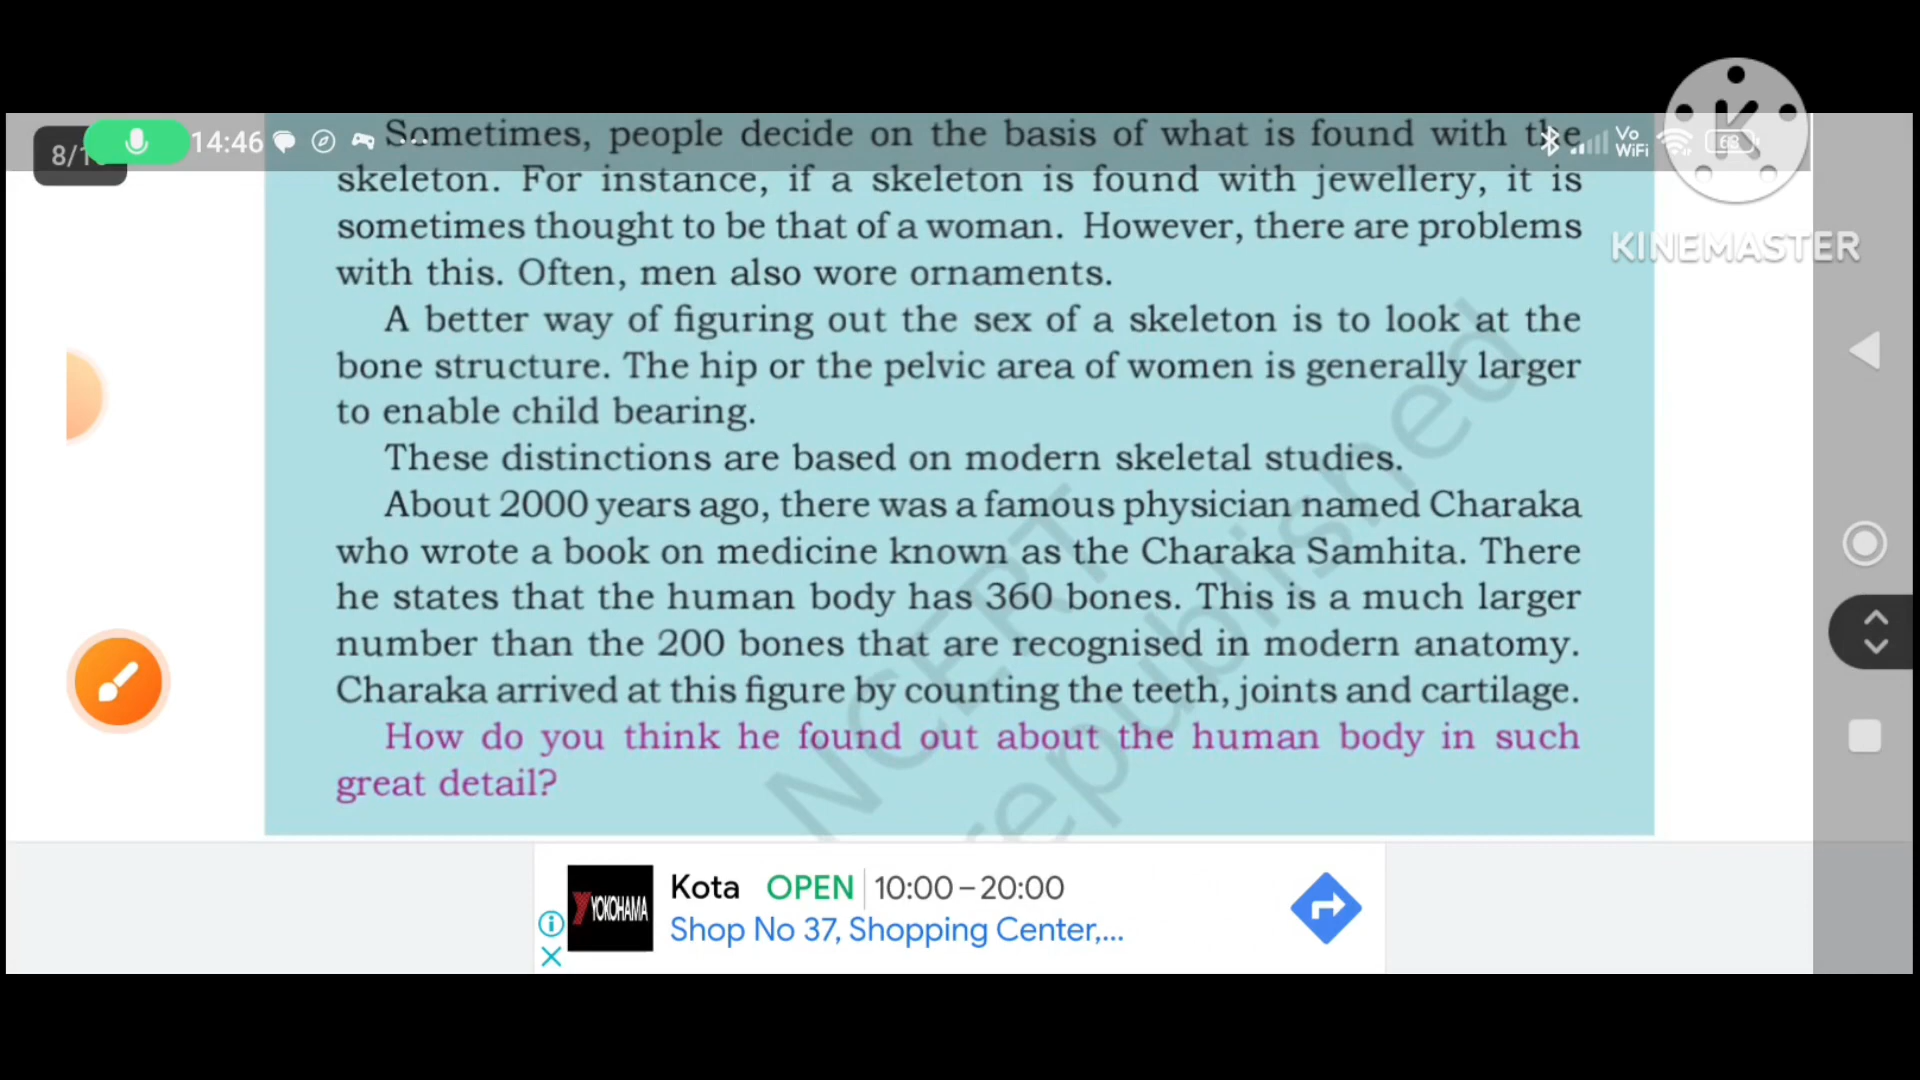 8/1
14:46
Vo
WiFi
63
K
KINEMASTER
Sometimes, people decide on the basis of what is found with the
skeleton. For instance, if a skeleton is found with jewellery, it is
sometimes thought to be that of a woman. However, there are problems
with this. Often, men also wore ornaments.
A better way of figuring out the sex of a skeleton is to look at the
bone structure. The hip or the pelvic area of women is generally larger
to enable child bearing.
These distinctions are based on modern skeletal studies.
About 2000 years ago, there was a famous physician named Charaka
who wrote a book on medicine known as the Charaka Samhita. There
he states that the human body has 360 bones. This is a much larger
number than the 200 bones that are recognised in modern anatomy.
Charaka arrived at this figure by counting the teeth, joints and cartilage.
How do you think he found out about the human body in such
great detail?
NCERT
republished
YOKOHAMA
Kota OPEN 10:00 – 20:00
Shop No 37, Shopping Center,...